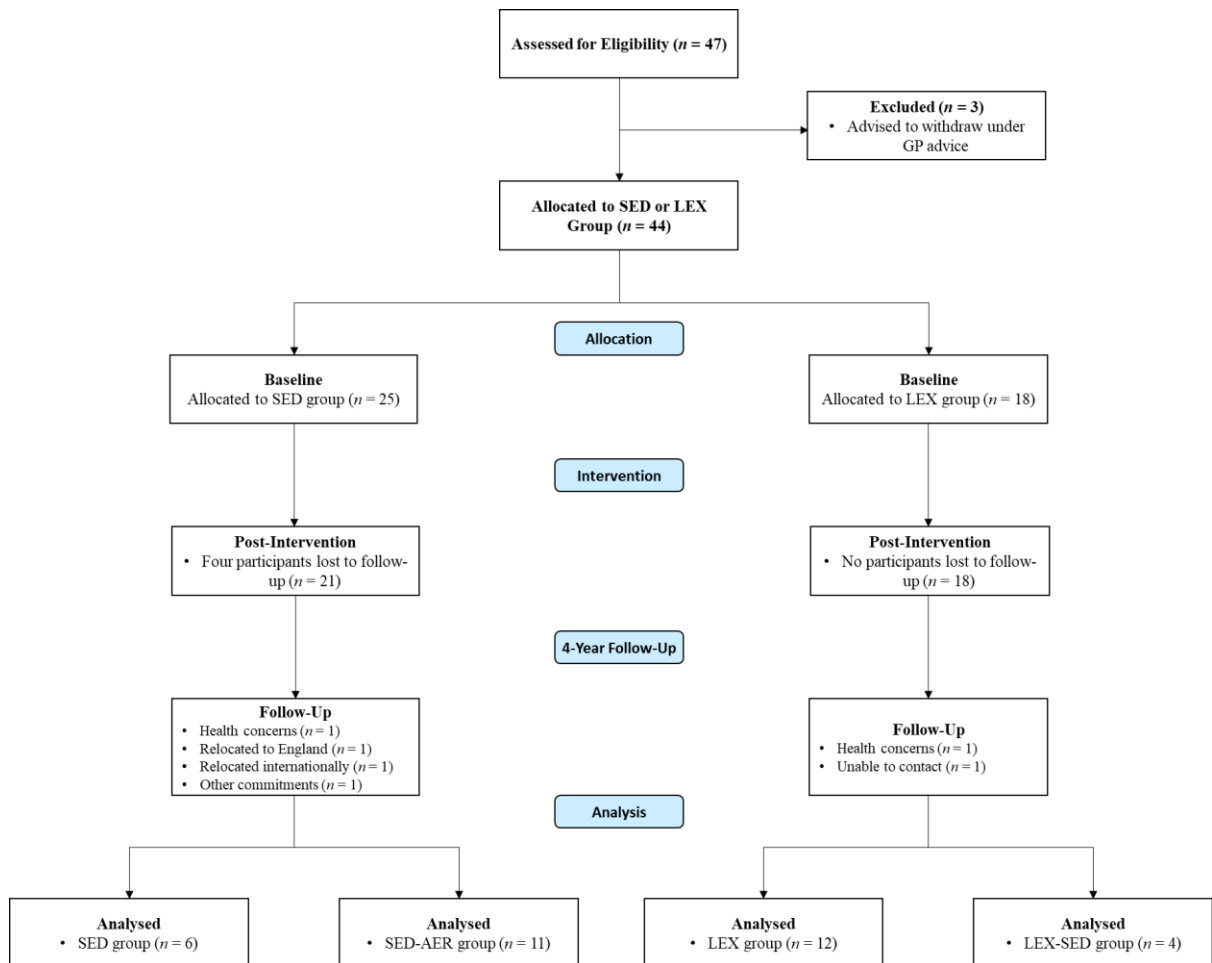 Assessed for Eligibility (n = 47)
Excluded (n = 3)
• Advised to withdraw under
GP advice
Allocated to SED or LEX
Group (n = 44)
Allocation
Baseline
Allocated to SED group (n = 25)
Baseline
Allocated to LEX group (n = 18)
Intervention
Post-Intervention
• Four participants lost to follow-
up (n = 21)
Post-Intervention
• No participants lost to follow-
up (n = 18)
4-Year Follow-Up
Follow-Up
• Health concerns (n = 1)
• Relocated to England (n = 1)
• Relocated internationally (n = 1)
• Other commitments (n = 1)
Follow-Up
• Health concerns (n = 1)
• Unable to contact (n = 1)
Analysis
Analysed
• SED group (n = 6)
Analysed
• SED-AER group (n = 11)
Analysed
• LEX group (n = 12)
Analysed
• LEX-SED group (n = 4)